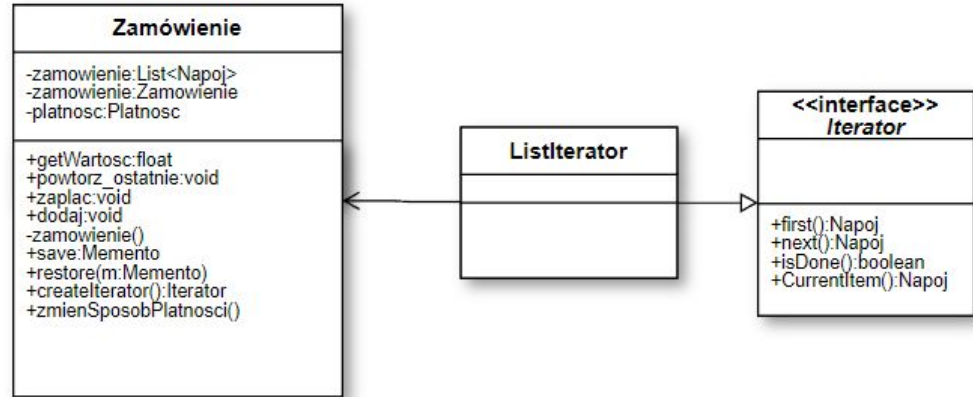 Zamówienie
-zamowienie:List<Napoj>
-zamowienie:Zamowienie
-platnosc:Platnosc
+getWartosc:float
+powtorz_ostatnie:void
+zaplac:void
+dodaj:void
-zamowienie()
+save:Memento
+restore(m:Memento)
+createIterator():Iterator
+zmienSposobPlatnosci()
ListIterator
<<interface>>
Iterator
+first():Napoj
+next():Napoj
+isDone():boolean
+CurrentItem():Napoj